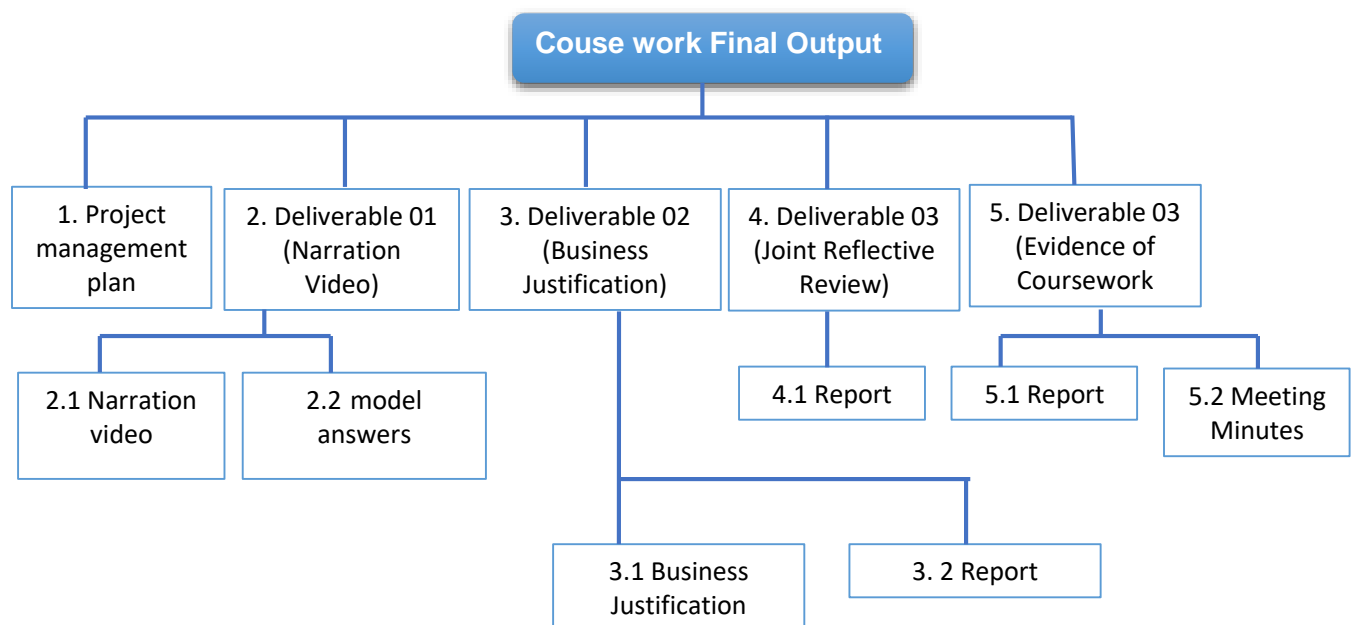 Couse work Final Output
1. Project
management
plan
2. Deliverable 01
(Narration
Video)
3. Deliverable 02
(Business
Justification)
4. Deliverable 03
(Joint Reflective
Review)
5. Deliverable 03
(Evidence of
Coursework
2.1 Narration
video
2.2 model
answers
4.1 Report
5.1 Report
5.2 Meeting
Minutes
3.1 Business
Justification
3. 2 Report